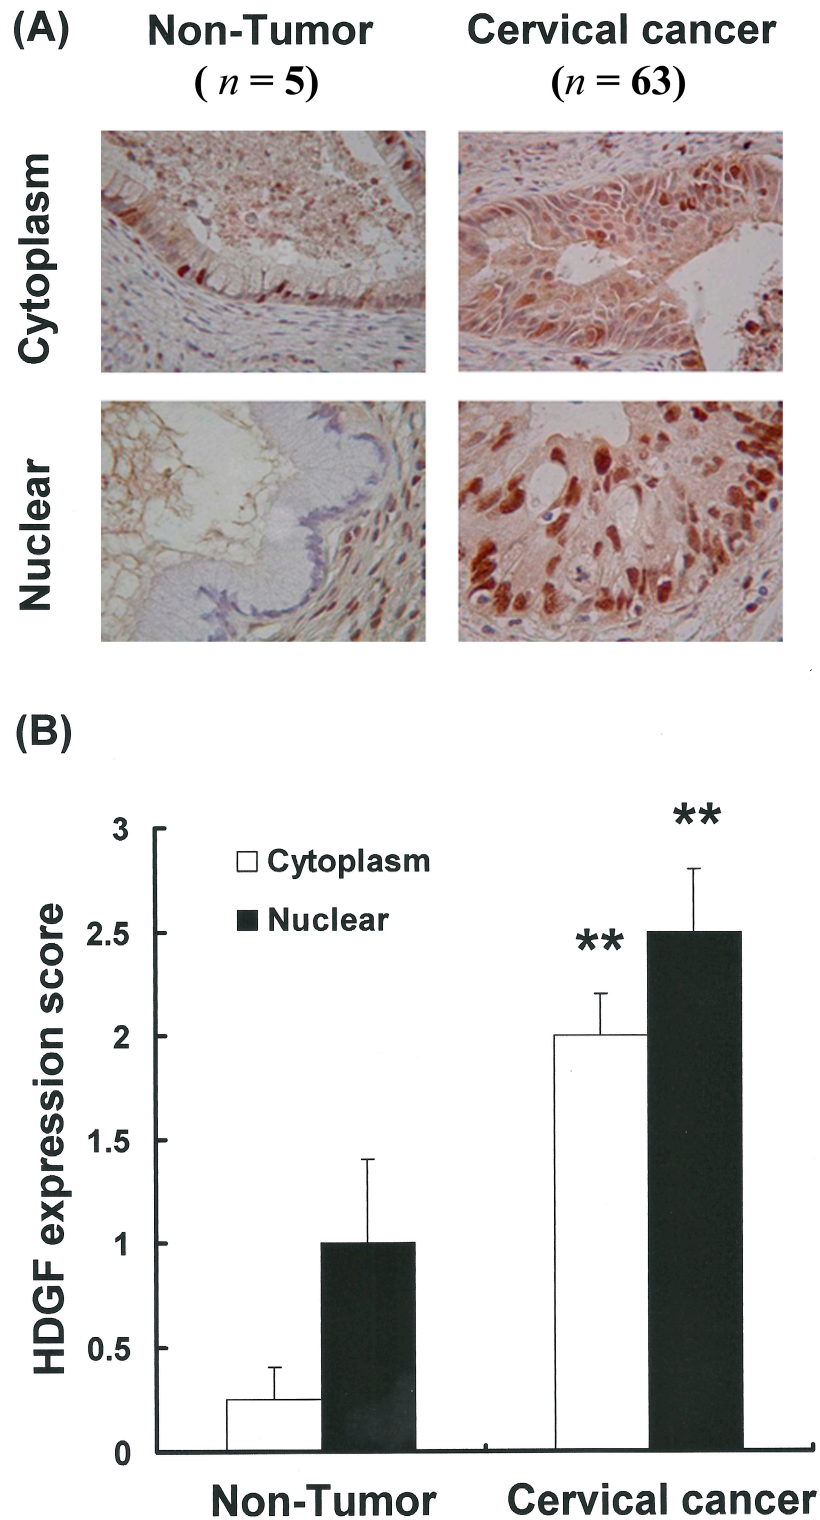 (A)
Non-Tumor
Cervical cancer
( n = 5)
(n = 63)
Cytoplasm
Nuclear
(B)
**
3
Cytoplasm
Nuclear
2.5
**
2
1.5
1
0.5
0
HDGF expression score
Non-Tumor
Cervical cancer